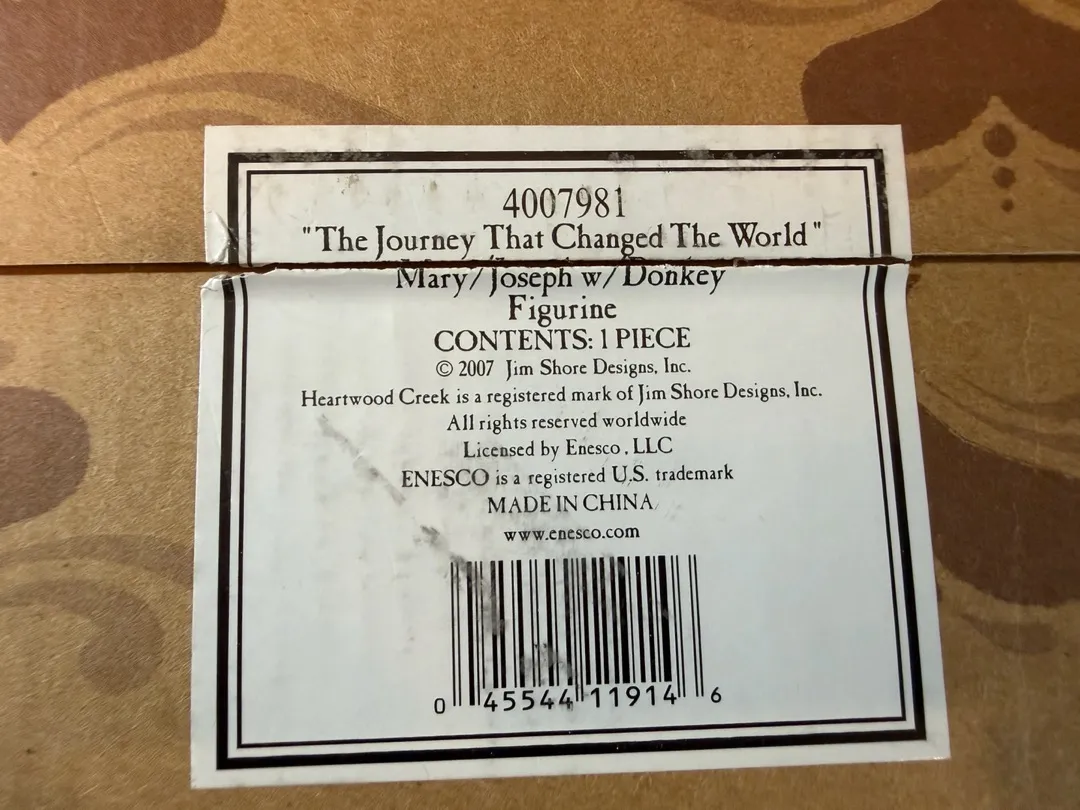 4007981
"The Journey That Changed The World"
Mary/Joseph w/Donkey
Figurine
CONTENTS: 1 PIECE
© 2007 Jim Shore Designs, Inc.
Heartwood Creek is a registered mark of Jim Shore Designs, Inc.
All rights reserved worldwide
Licensed by Enesco, LLC
ENESCO is a registered U.S. trademark
MADE IN CHINA
www.enesco.com
0 45544 11914 6